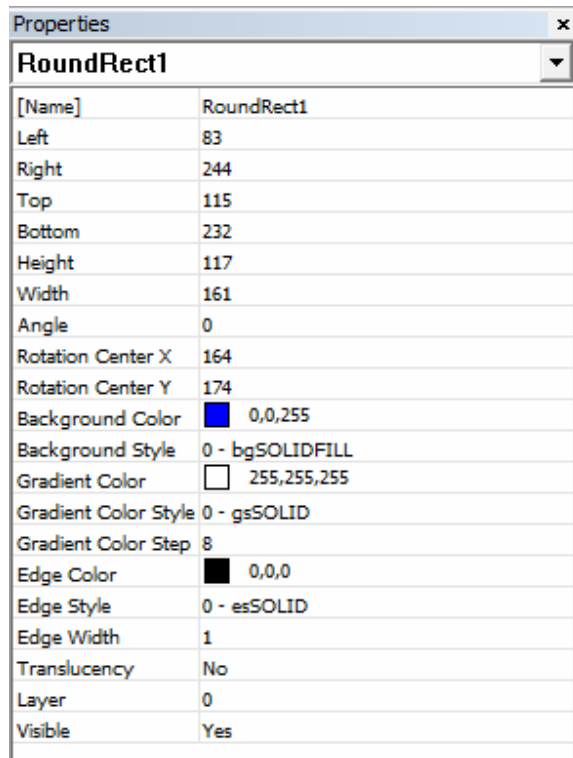 Properties x
RoundRect1
[Name] RoundRect1
Left 83
Right 244
Top 115
Bottom 232
Height 117
Width 161
Angle 0
Rotation Center X 164
Rotation Center Y 174
Background Color 0,0,255
Background Style 0 - bgSOLIDFILL
Gradient Color 255,255,255
Gradient Color Style 0 - gsSOLID
Gradient Color Step 8
Edge Color 0,0,0
Edge Style 0 - esSOLID
Edge Width 1
Translucency No
Layer 0
Visible Yes